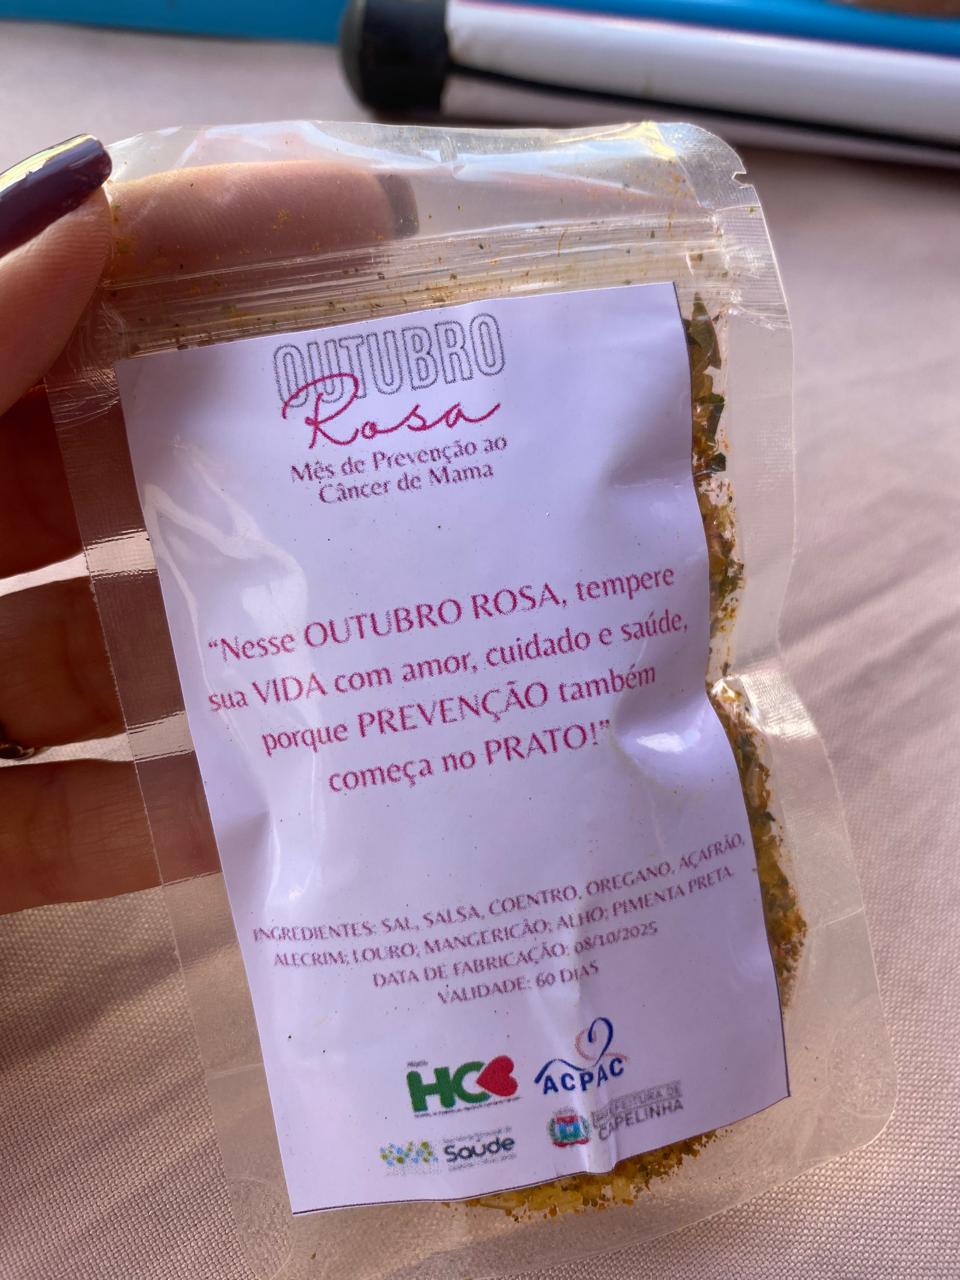 OUTUBRO
Rosa
Mês de Prevenção ao
Câncer de Mama
“Nesse OUTUBRO ROSA, tempere
sua VIDA com amor, cuidado e saúde,
porque PREVENÇÃO também
começa no PRATO!”
INGREDIENTES: SAL, SALSA, COENTRO, OREGANO, AÇAFRÃO,
ALECRIM; LOURO; MANGERICÃO; ALHO; PIMENTA PRETA.
DATA DE FABRICAÇÃO: 08/10/2025
VALIDADE: 60 DIAS
HC
ACPAC
Saúde
PREFEITURA DE
CAPELINHA